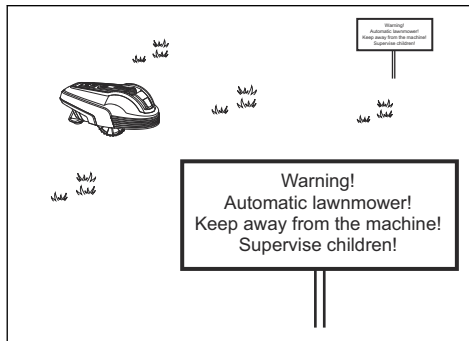 Warning!
Automatic lawnmower!
Keep away from the machine!
Supervise children!
Warning!
Automatic lawnmower!
Keep away from the machine!
Supervise children!